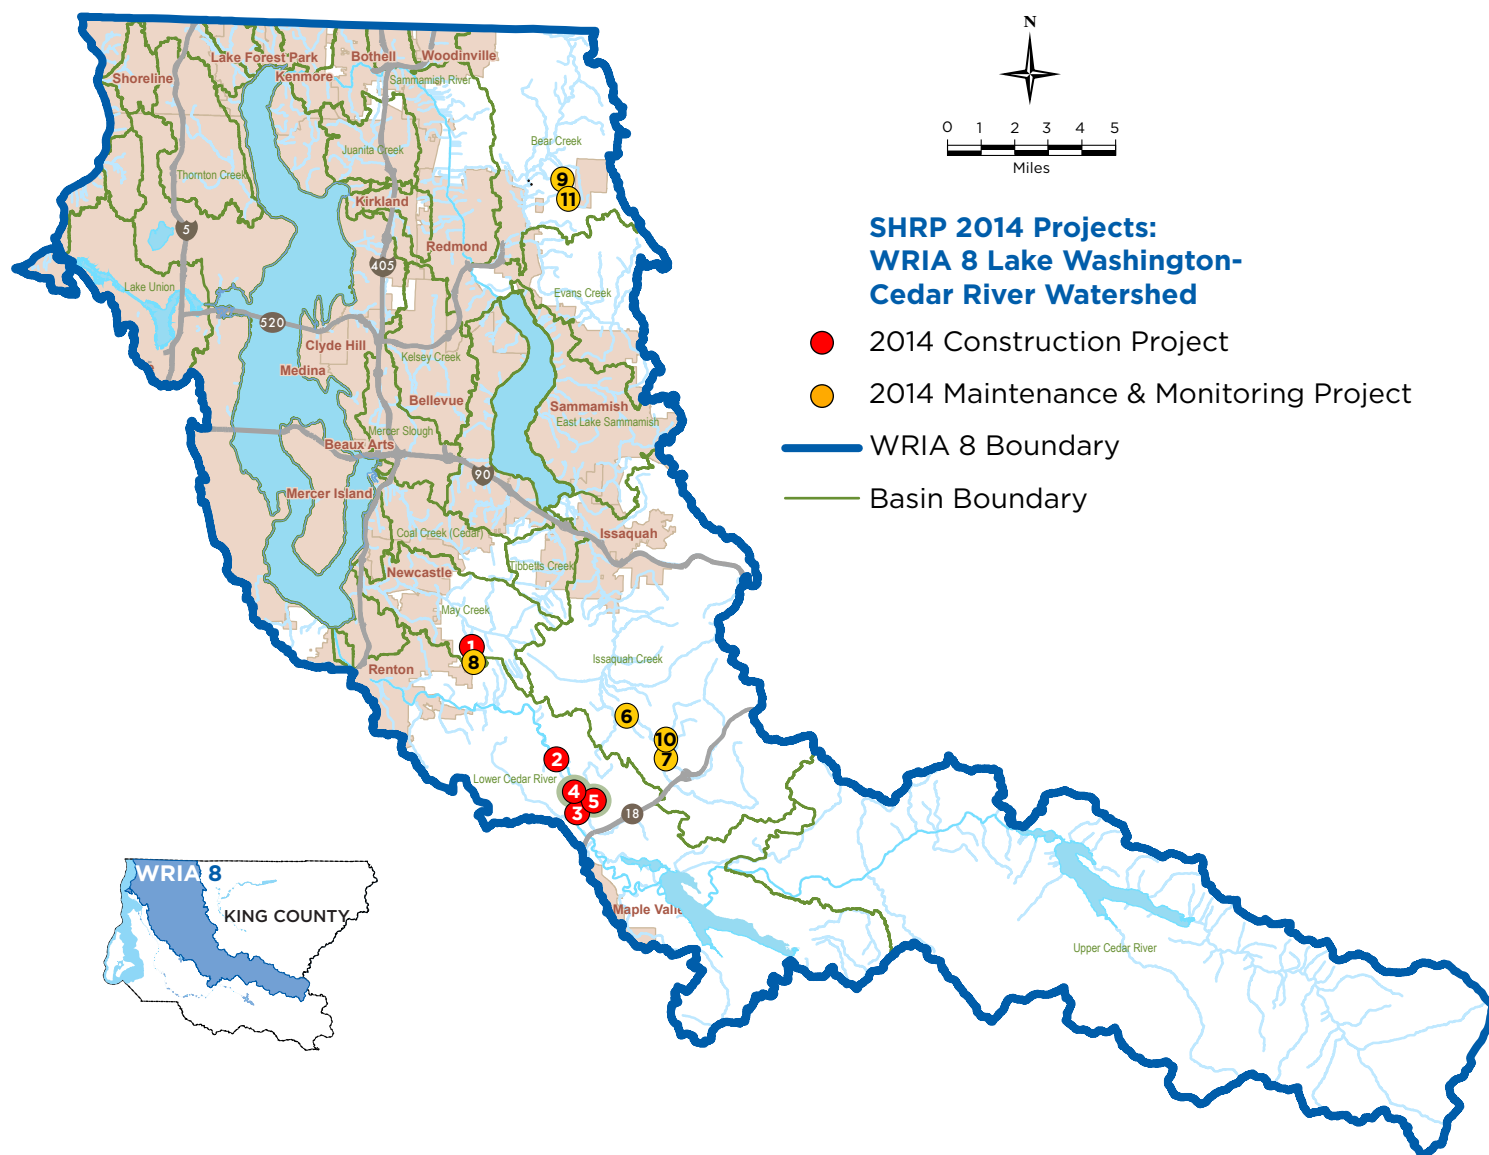 Lake Forest Park
Bothell
Woodinville
Shoreline
Kenmore
Sammamish River
Bear Creek
Juanita Creek
Thornton Creek
9
11
Kirkland
5
Redmond
405
Lake Union
Evans Creek
520
Clyde Hill
Kelsey Creek
Medina
Bellevue
Sammamish
East Lake Sammamish
Mercer Slough
Beaux Arts
90
Mercer Island
Coal Creek (Cedar)
Issaquah
Tibbetts Creek
Newcastle
May Creek
1
8
Renton
Issaquah Creek
6
10
7
2
Lower Cedar River
4
5
3
18
Maple Valle
Upper Cedar River
N
0 1 2 3 4 5
Miles
SHRP 2014 Projects:
WRIA 8 Lake Washington-
Cedar River Watershed
2014 Construction Project
2014 Maintenance & Monitoring Project
WRIA 8 Boundary
Basin Boundary
WRIA 8
KING COUNTY